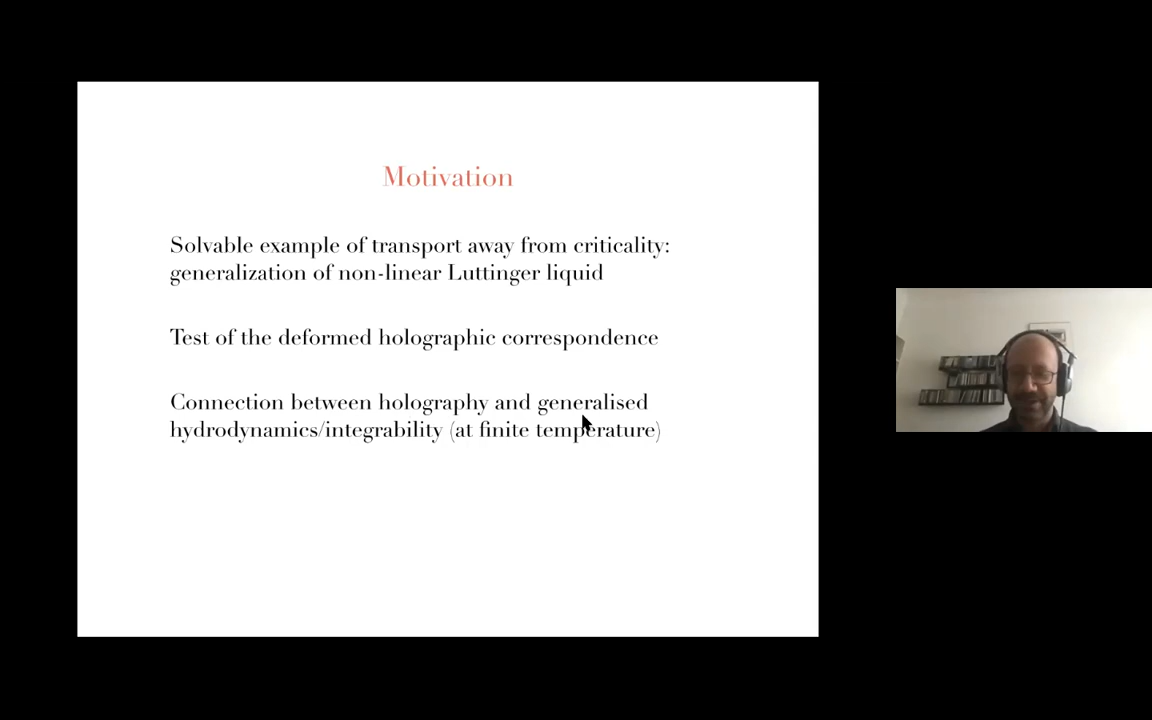 Motivation
Solvable example of transport away from criticality:
generalization of non-linear Luttinger liquid
Test of the deformed holographic correspondence
Connection between holography and generalised
hydrodynamics/integrability (at finite temperature)